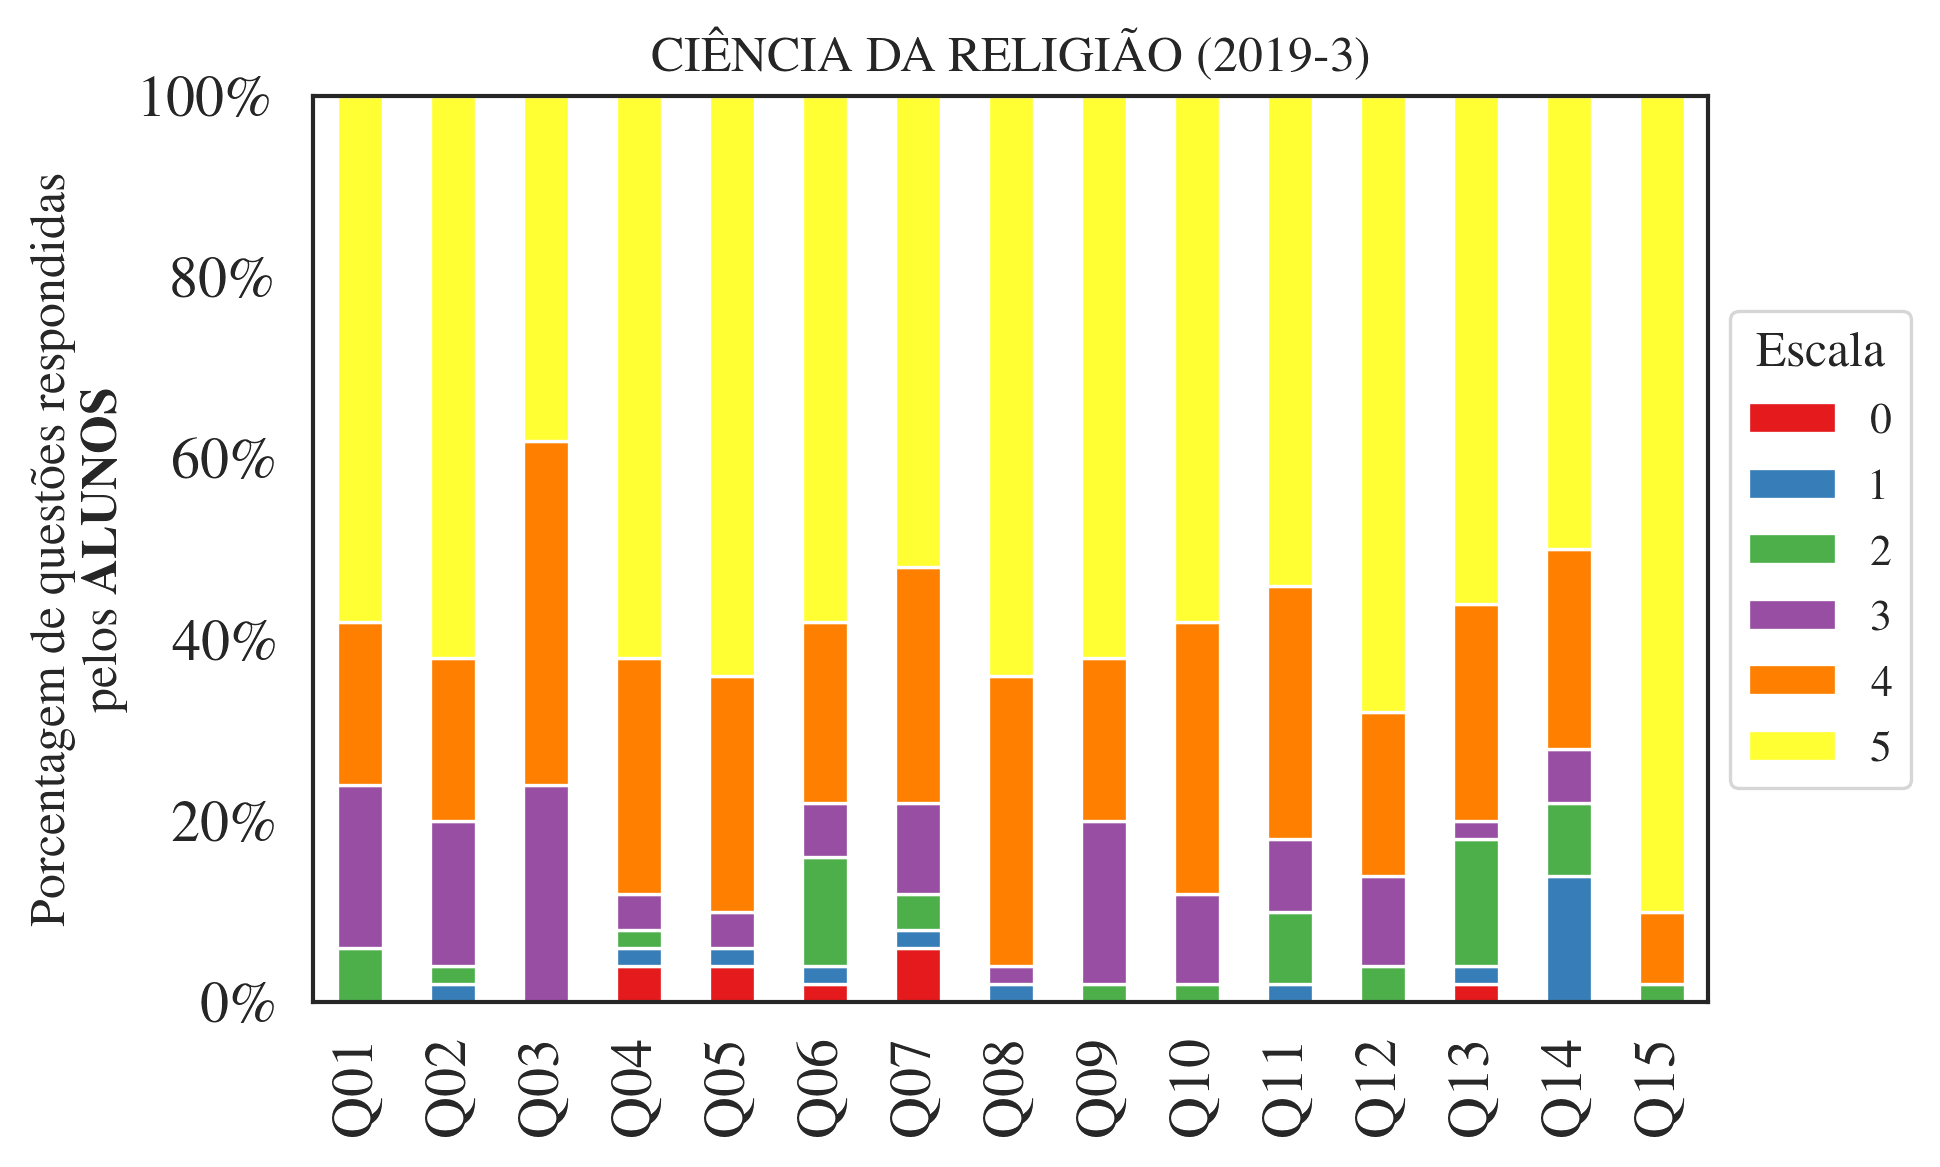 CIÊNCIA DA RELIGIÃO (2019-3)
Porcentagem de questões respondidas
pelos ALUNOS
100%
80%
60%
40%
20%
0%
Q01
Q02
Q03
Q04
Q05
Q06
Q07
Q08
Q09
Q10
Q11
Q12
Q13
Q14
Q15
Escala
0
1
2
3
4
5